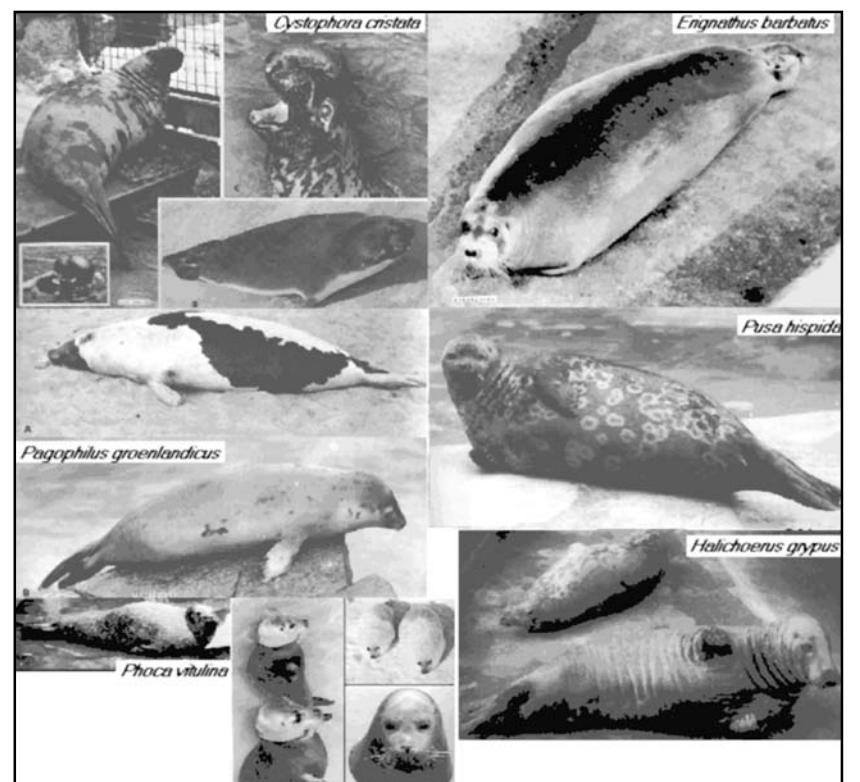 Cystophora cristata
Erignathus barbatus
C
B
A
Pusa hispida
Pagophilus groenlandicus
B
Halichoerus grypus
Phoca vitulina